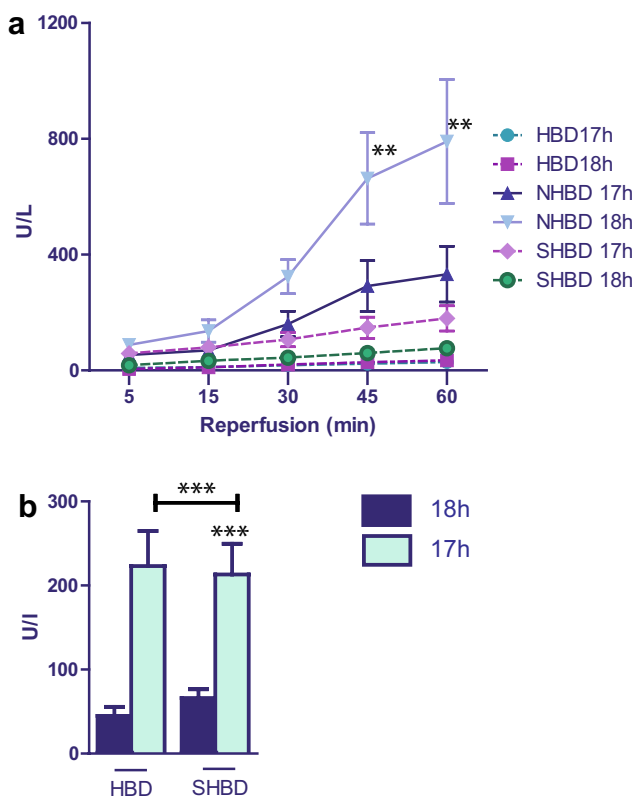 a
1200
800
400
0
U/L
**
**
5 15 30 45 60
Reperfusion (min)
HBD17h
HBD18h
NHBD 17h
NHBD 18h
SHBD 17h
SHBD 18h
b
300
200
100
0
U/l
***
***
HBD SHBD
18h
17h